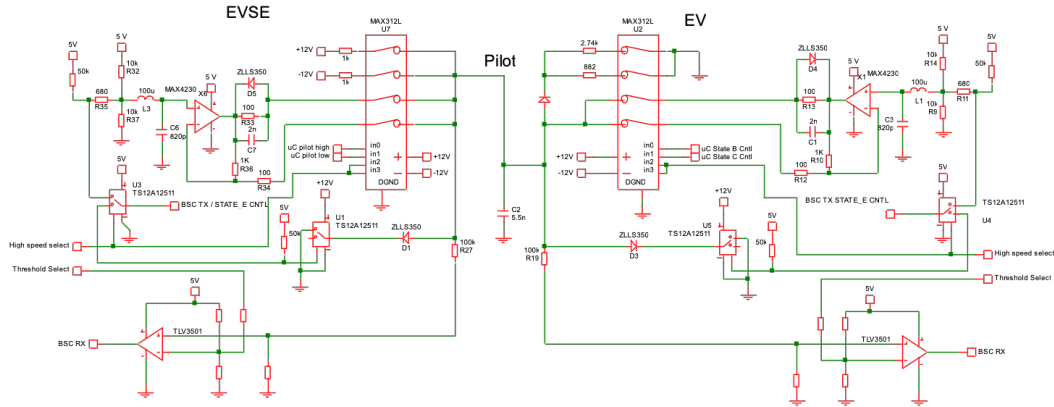 EVSE
EV
Pilot
5V
50k
680
R35
5 V
10k
R32
10k
R37
100u
L3
C6
820p
MAX4230
X6
5 V
ZLLS350
D5
100
R33
2n
C7
1K
R36
100
R34
+12V
1k
-12V
1k
MAX312L
U7
in0
in1
in2
in3
DGND
uC pilot high
uC pilot low
+12V
-12V
U3
TS12A12511
5V
BSC TX / STATE_E CNTL
High speed select
Threshold Select
5V
50k
U1
TS12A12511
+12V
ZLLS350
D1
100k
R27
C2
5.5n
5V
TLV3501
BSC RX
MAX312L
U2
2.74k
882
in0
in1
in2
in3
DGND
+12V
-12V
uC State B Cntl
uC State C Cntl
ZLLS350
D4
100
R13
2n
C1
1K
R10
100
R12
5V
X1
MAX4230
C3
820p
100u
L1
5 V
10k
R14
10k
R9
680
R11
5V
50k
BSC TX STATE_E CNTL
5V
TS12A12511
U4
High speed select
Threshold Select
100k
R19
ZLLS350
D3
+12V
TS12A12511
U5
5V
50k
5V
TLV3501
BSC RX